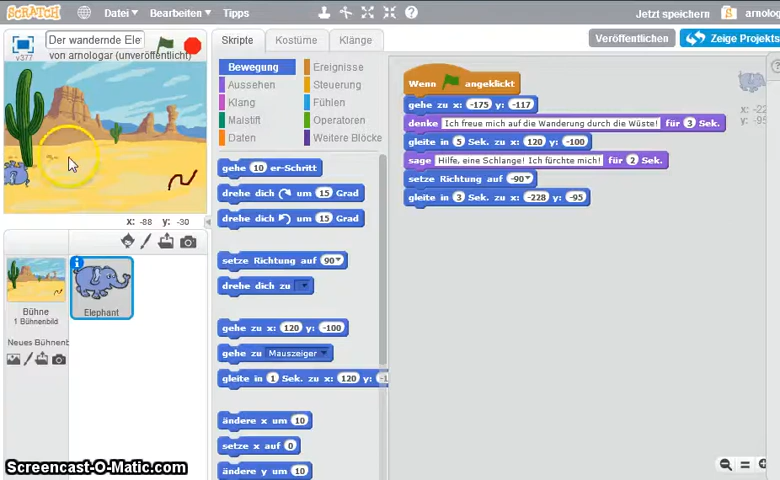 SCRATCH
Datei
Bearbeiten
Tipps
Jetzt speichern
arnologar
v377
Der wandernde Ele
von arnologar (unveröffentlicht)
Skripte
Kostüme
Klänge
Veröffentlichen
Zeige Projekts
Bewegung
Ereignisse
Aussehen
Steuerung
Klang
Fühlen
Malstift
Operatoren
Daten
Weitere Blöcke
gehe 10 er-Schritt
drehe dich um 15 Grad
drehe dich um 15 Grad
setze Richtung auf 90
drehe dich zu
gehe zu x: 120 y: -100
gehe zu Mauszeiger
gleite in 1 Sek. zu x: 120 y: -1
ändere x um 10
setze x auf 0
ändere y um 10
Wenn angeklickt
gehe zu x: -175 y: -117
denke Ich freue mich auf die Wanderung durch die Wüste! für 3 Sek.
gleite in 5 Sek. zu x: 120 y: -100
sage Hilfe, eine Schlange! Ich fürchte mich! für 2 Sek.
setze Richtung auf -90
gleite in 3 Sek. zu x: -228 y: -95
x: -22
y: -95
x: -88 y: -30
Bühne
1 Bühnenbild
Neues Bühnenb
Elephant
Screencast-O-Matic.com